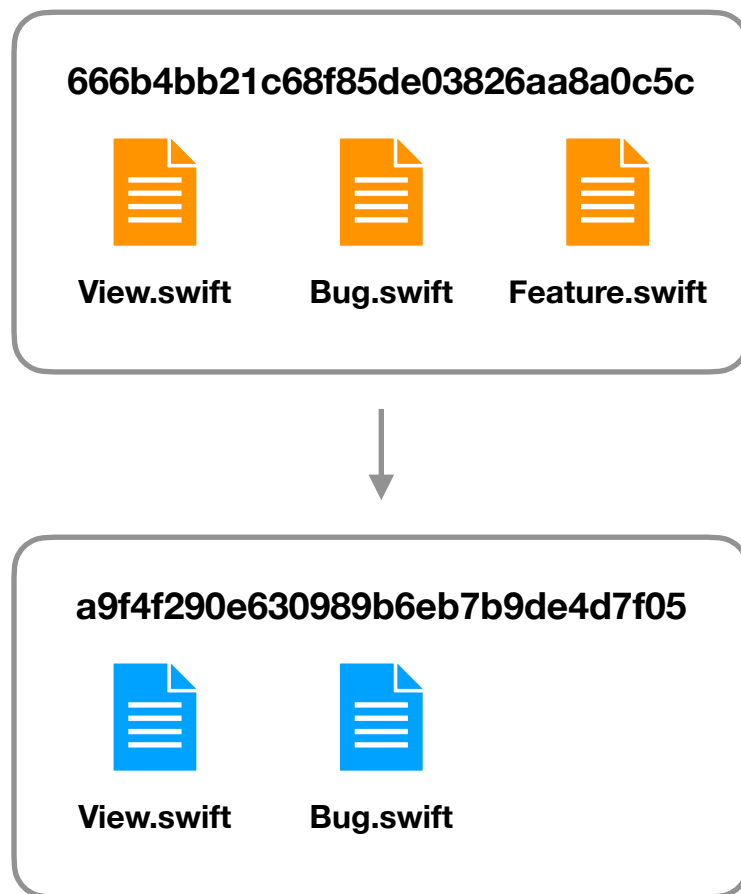 666b4bb21c68f85de03826aa8a0c5c
View.swift Bug.swift Feature.swift
a9f4f290e630989b6eb7b9de4d7f05
View.swift Bug.swift